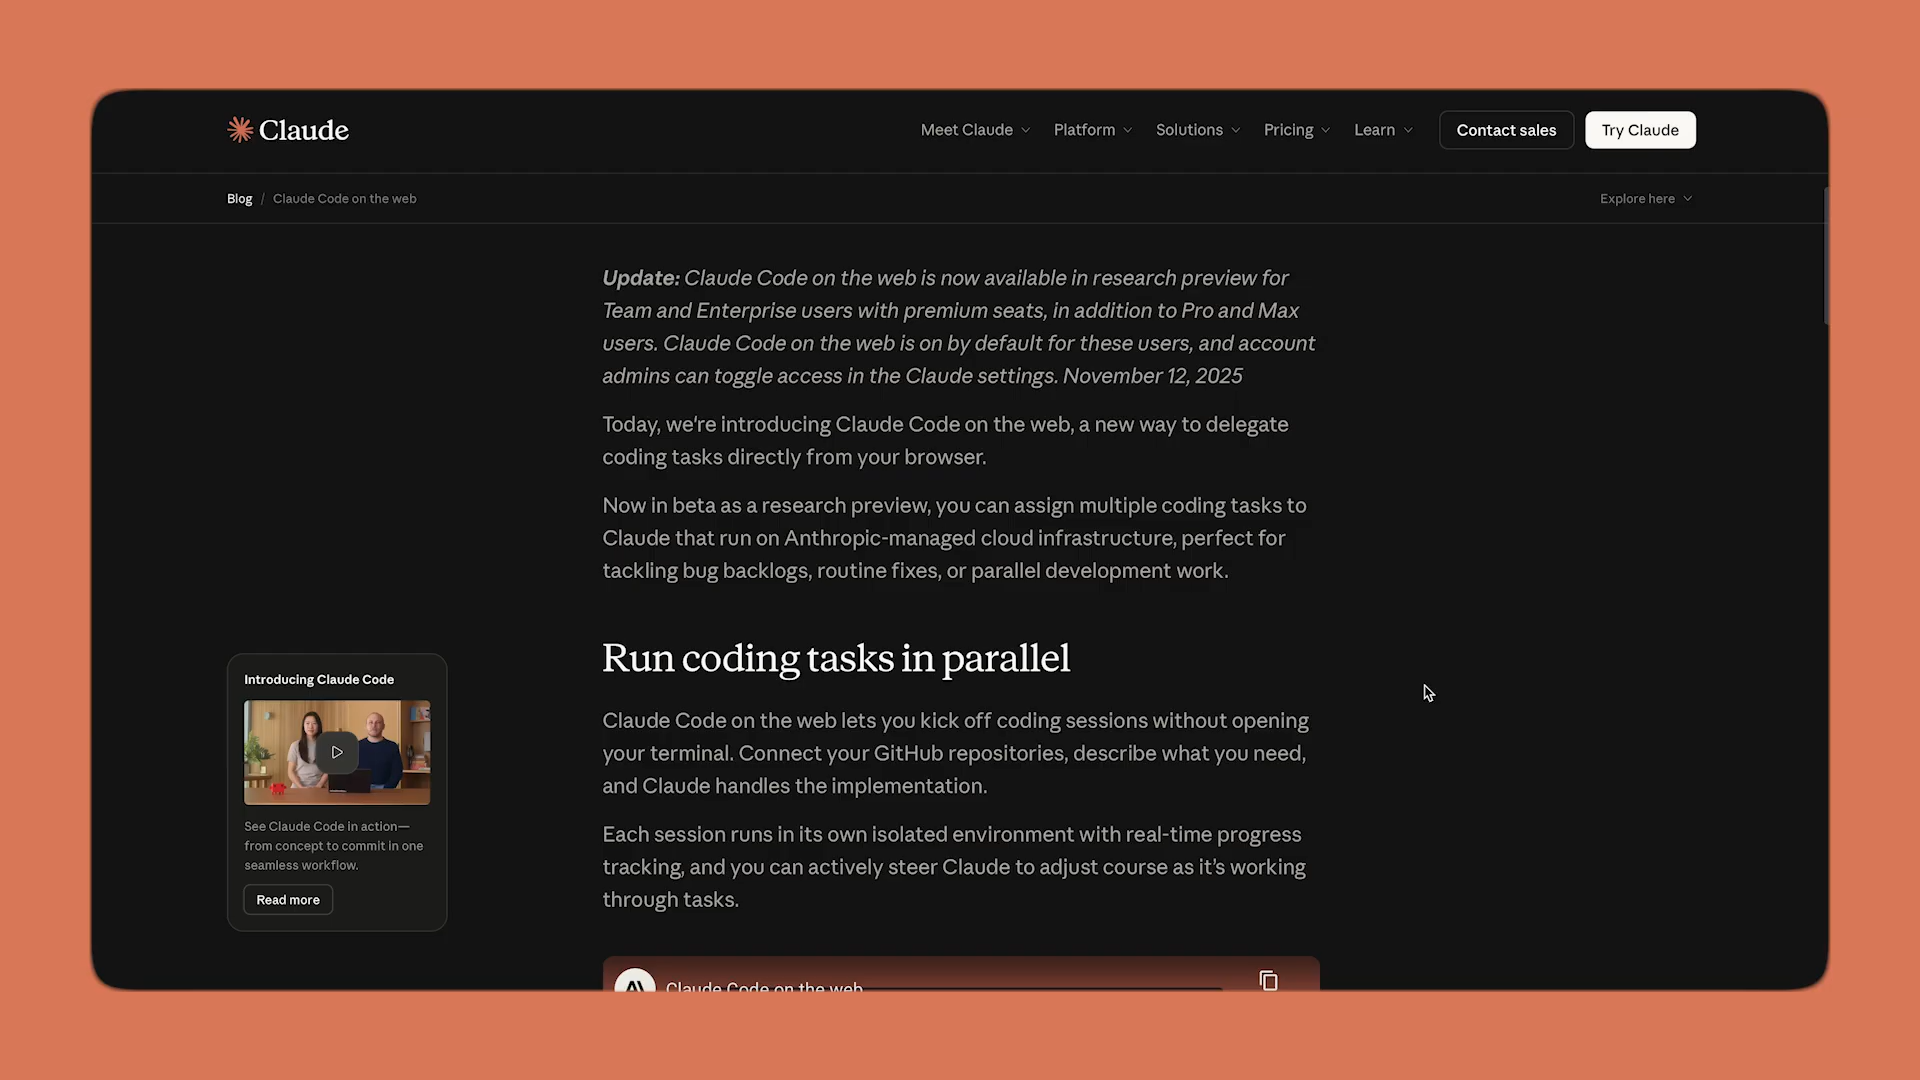 Claude
Meet Claude
Platform
Solutions
Pricing
Learn
Contact sales
Try Claude
Blog / Claude Code on the web
Explore here
Update: Claude Code on the web is now available in research preview for
Team and Enterprise users with premium seats, in addition to Pro and Max
users. Claude Code on the web is on by default for these users, and account
admins can toggle access in the Claude settings. November 12, 2025
Today, we're introducing Claude Code on the web, a new way to delegate
coding tasks directly from your browser.
Now in beta as a research preview, you can assign multiple coding tasks to
Claude that run on Anthropic-managed cloud infrastructure, perfect for
tackling bug backlogs, routine fixes, or parallel development work.
Run coding tasks in parallel
Claude Code on the web lets you kick off coding sessions without opening
your terminal. Connect your GitHub repositories, describe what you need,
and Claude handles the implementation.
Each session runs in its own isolated environment with real-time progress
tracking, and you can actively steer Claude to adjust course as it's working
through tasks.
Introducing Claude Code
See Claude Code in action—
from concept to commit in one
seamless workflow.
Read more
Claude Code on the web